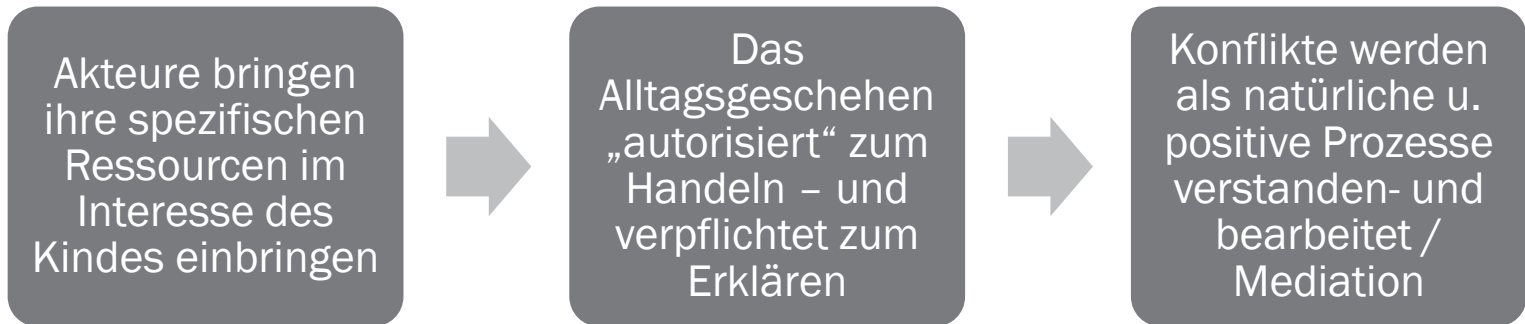 Akteure bringen
ihre spezifischen
Ressourcen im
Interesse des
Kindes einbringen
Das
Alltagsgeschehen
„autorisiert“ zum
Handeln – und
verpflichtet zum
Erklären
Konflikte werden
als natürliche u.
positive Prozesse
verstanden- und
bearbeitet /
Mediation